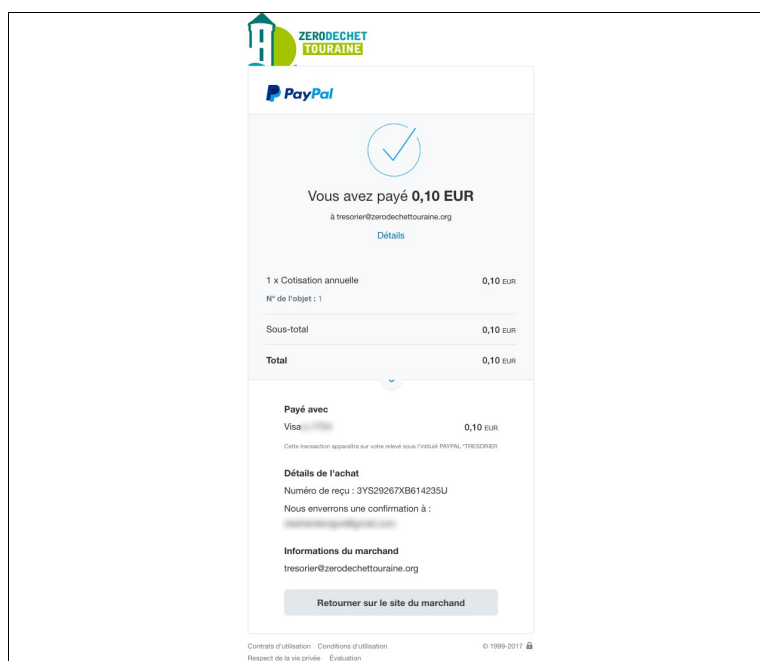 ZERODECHET
TOURAINE
PayPal
Vous avez payé 0,10 EUR
à tresorier@zerodechettouraine.org
Détails
1 x Cotisation annuelle 0,10 EUR
N° de l'objet : 1
Sous-total 0,10 EUR
Total 0,10 EUR
Payé avec
Visa 0,10 EUR
Cette transaction apparaîtra sur votre relevé sous l'intitulé PAYPAL *TRESORIER
Détails de l'achat
Numéro de reçu : 3YS29267XB614235U
Nous enverrons une confirmation à :
Informations du marchand
tresorier@zerodechettouraine.org
Retourner sur le site du marchand
Contrats d'utilisation Conditions d'utilisation © 1999-2017
Respect de la vie privée Évaluation